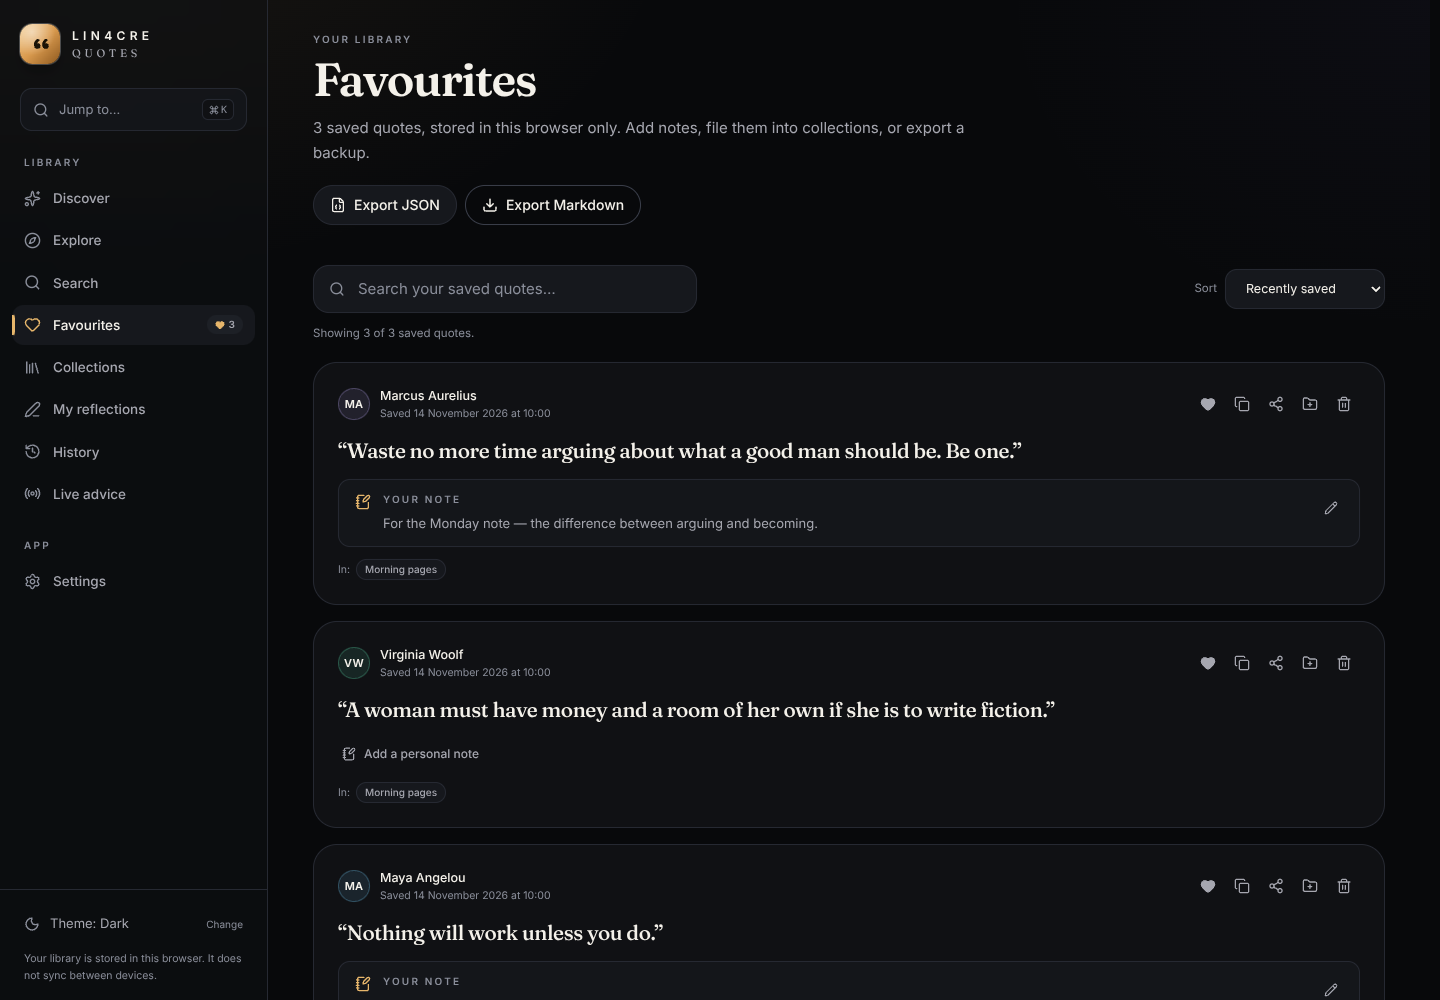 LIN4CRE
QUOTES
Jump to...
⌘K
LIBRARY
Discover
Explore
Search
Favourites
3
Collections
My reflections
History
Live advice
APP
Settings
Theme: Dark
Change
Your library is stored in this browser. It does
not sync between devices.
YOUR LIBRARY
Favourites
3 saved quotes, stored in this browser only. Add notes, file them into collections, or export a
backup.
Export JSON
Export Markdown
Search your saved quotes...
Sort
Recently saved
Showing 3 of 3 saved quotes.
MA
Marcus Aurelius
Saved 14 November 2026 at 10:00
“Waste no more time arguing about what a good man should be. Be one.”
YOUR NOTE
For the Monday note — the difference between arguing and becoming.
In:
Morning pages
VW
Virginia Woolf
Saved 14 November 2026 at 10:00
“A woman must have money and a room of her own if she is to write fiction.”
Add a personal note
In:
Morning pages
MA
Maya Angelou
Saved 14 November 2026 at 10:00
“Nothing will work unless you do.”
YOUR NOTE